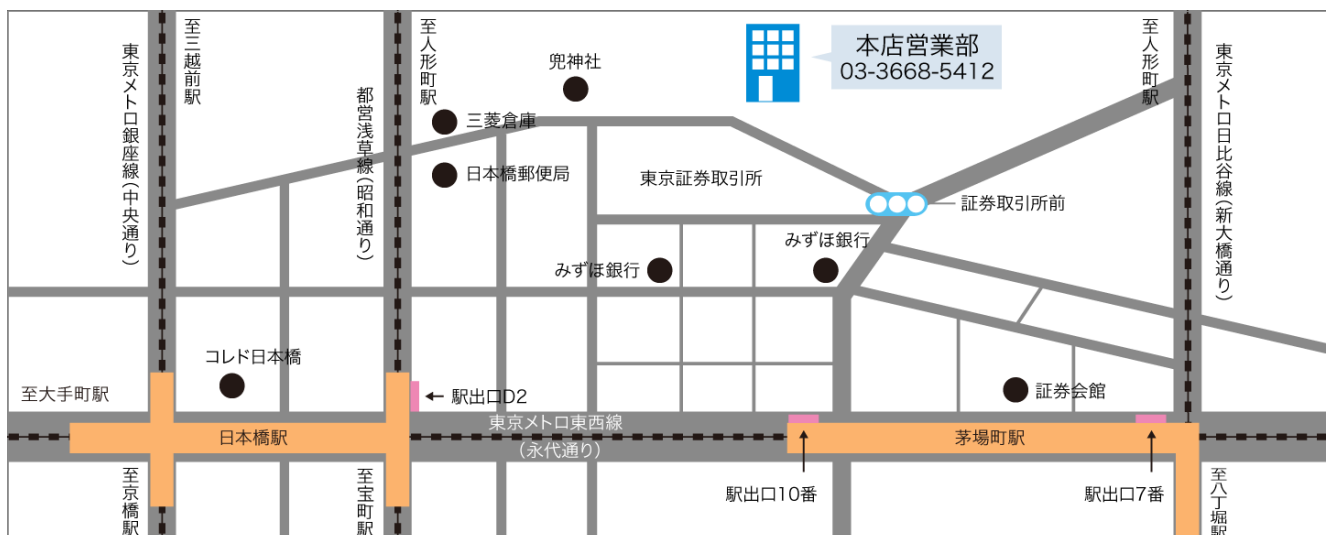 東京メトロ銀座線(中央通り)
至三越前駅
都営浅草線(昭和通り)
至人形町駅
兜神社
三菱倉庫
日本橋郵便局
本店営業部
03-3668-5412
至人形町駅
東京メトロ日比谷線(新大橋通り)
東京証券取引所
証券取引所前
みずほ銀行
みずほ銀行
コレド日本橋
至大手町駅
駅出口D2
証券会館
日本橋駅
東京メトロ東西線
(永代通り)
茅場町駅
至京橋駅
至宝町駅
駅出口10番
駅出口7番
至八丁堀駅